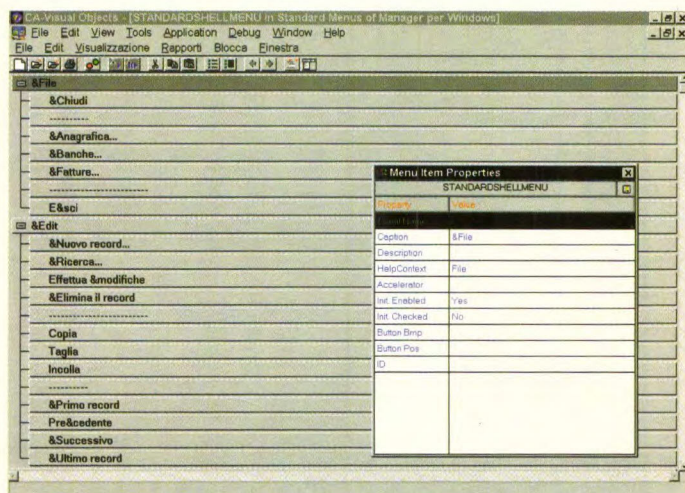 CA-Visual Objects - [STANDARDSHELLMENU in Standard Menus of Manager per Windows]
File Edit View Tools Application Debug Window Help
File Edit Visualizzazione Rapporti Blocca Finestra
&File
&Chiudi
----------
&Anagrafica...
&Banche...
&Fatture...
-----------------------
E&sci
&Edit
&Nuovo record...
&Ricerca...
Effettua &modifiche
&Elimina il record
-----------------------
Copia
Taglia
Incolla
----------
&Primo record
Pre&cedente
&Successivo
&Ultimo record
Menu Item Properties
STANDARDSHELLMENU
Property Value
Caption &File
Description
HelpContext File
Accelerator
Init. Enabled Yes
Init. Checked No
Button Bmp
Button Pos
ID